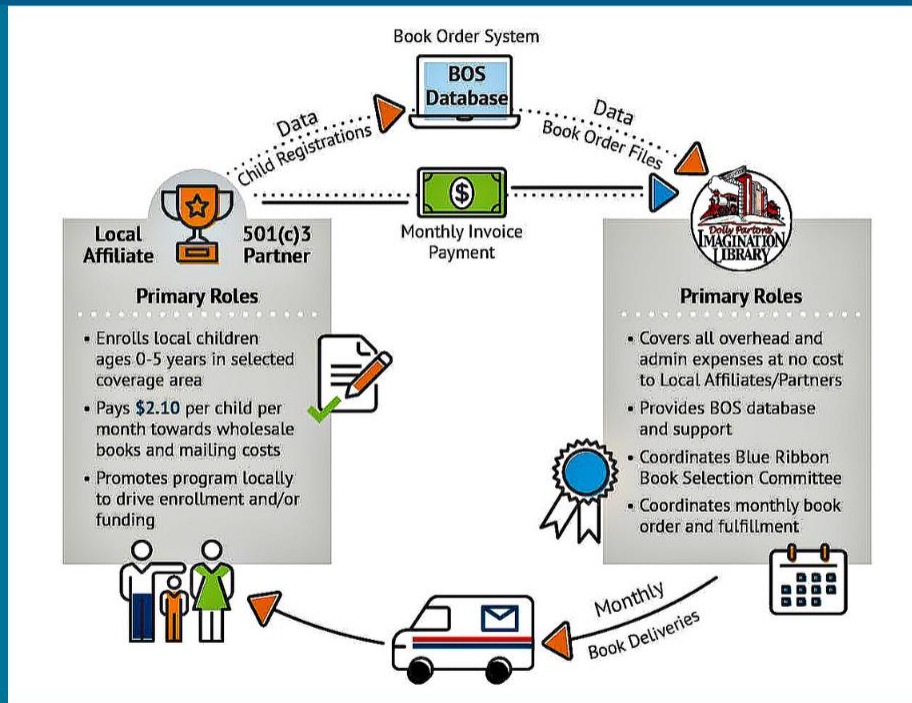 Book Order System
BOS
Database
Data
Child Registrations
Data
Book Order Files
$
Monthly Invoice
Payment
Local
Affiliate
501(c)3
Partner
Primary Roles
• Enrolls local children
ages 0-5 years in selected
coverage area
• Pays $2.10 per child per
month towards wholesale
books and mailing costs
• Promotes program locally
to drive enrollment and/or
funding
Dolly Parton's
IMAGINATION
LIBRARY
Primary Roles
• Covers all overhead and
admin expenses at no cost
to Local Affiliates/Partners
• Provides BOS database
and support
• Coordinates Blue Ribbon
Book Selection Committee
• Coordinates monthly book
order and fulfillment
Monthly
Book Deliveries